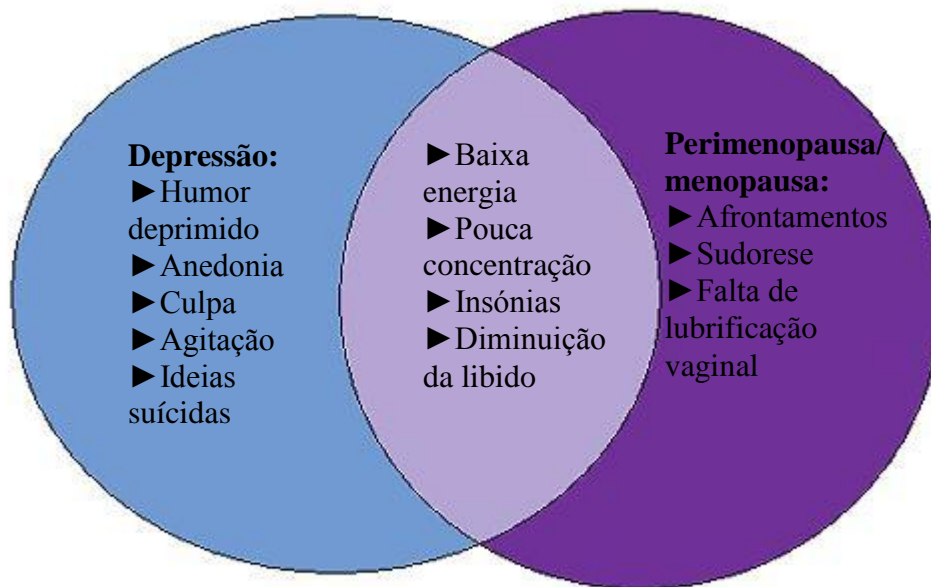 Depressão:
►Humor
deprimido
►Anedonia
►Culpa
►Agitação
►Ideias
suícidas
►Baixa
energia
►Pouca
concentração
►Insónias
►Diminuição
da libido
Perimenopausa/
menopausa:
►Afrontamentos
►Sudorese
►Falta de
lubrificação
vaginal